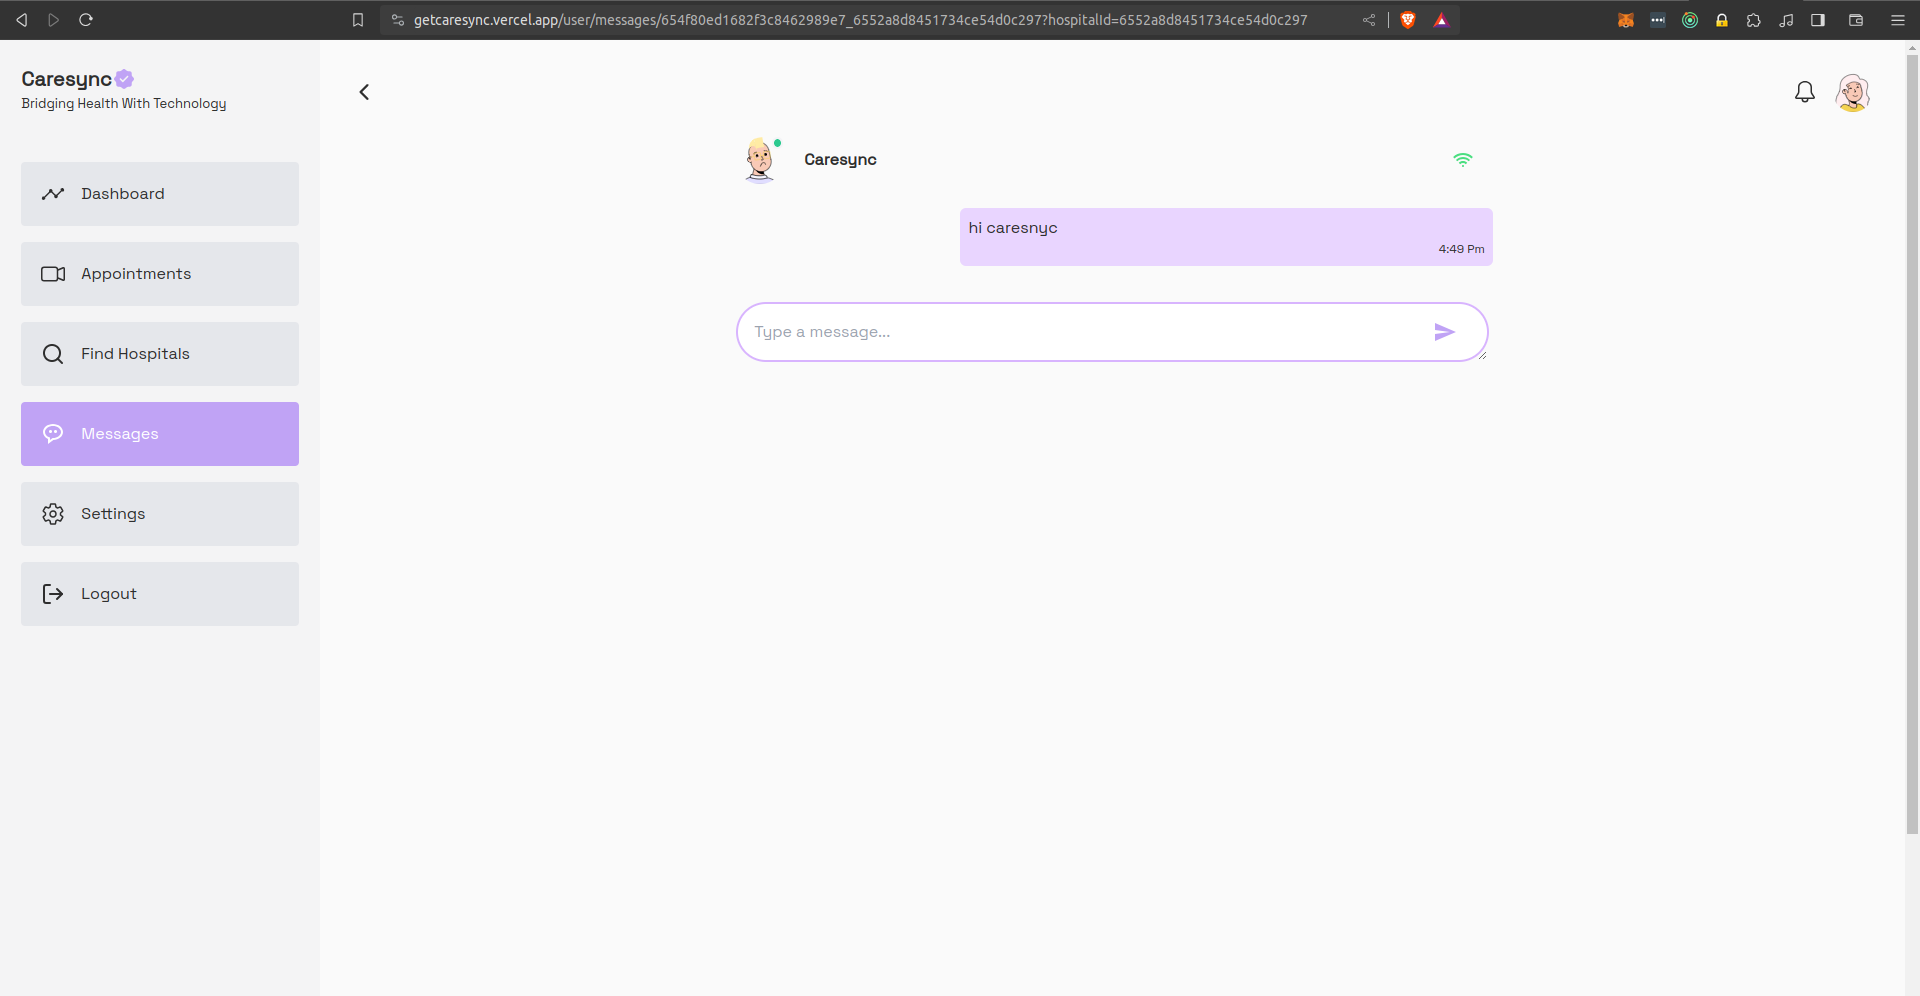 getcaresync.vercel.app/user/messages/654f80ed1682f3c8462989e7_6552a8d8451734ce54d0c297?hospitalId=6552a8d8451734ce54d0c297
Caresync
Bridging Health With Technology
Dashboard
Appointments
Find Hospitals
Messages
Settings
Logout
Caresync
hi caresnyc
4:49 Pm
Type a message...